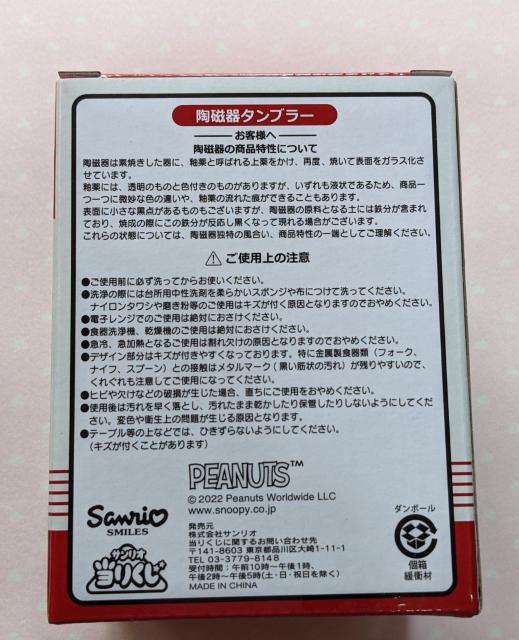 陶磁器タンブラー
お客様へ
陶磁器の商品特性について
陶磁器は素焼きした器に、釉薬と呼ばれる上薬をかけ、再度、焼いて表面をガラス化さ
せています。
釉薬には、透明のものと色付きのものがありますが、いずれも液状であるため、商品一
つ一つに微妙な色の違いや、釉薬の流れた痕ができることもあります。
表面に小さな黒点があるものもございますが、陶磁器の原料となる土には鉄分が含まれ
ており、焼成の際にこの鉄分が反応し黒くなって現れる場合がございます。
これらの状態については、陶磁器独特の風合い、商品特性の一端としてご理解ください。
⚠ ご使用上の注意
●ご使用前に必ず洗ってからお使いください。
●洗浄の際には台所用中性洗剤を柔らかいスポンジや布につけて洗ってください。
ナイロンタワシや磨き粉等のご使用はキズが付く原因となりますのでおやめください。
●電子レンジでのご使用は絶対におさけください。
●食器洗浄機、乾燥機のご使用は絶対におさけください。
●急冷、急加熱となるご使用は割れ欠けの原因となりますのでおやめください。
●デザイン部分はキズが付きやすくなっております。特に金属製食器類（フォーク、
ナイフ、スプーン）との接触はメタルマーク（黒い筋状の汚れ）が残りやすいので、
くれぐれも注意してご使用になってください。
●ヒビや欠けなどの破損が生じた場合、直ちにご使用をおやめください。
●使用後は汚れを早く落とし、汚れたまま乾かしたり保管したりしないようにしてくだ
さい。変色や衛生上の問題が生じる原因となります。
●テーブル等の上などでは、ひきずらないようにしてください。
（キズが付くことがあります）
PEANUTS™
© 2022 Peanuts Worldwide LLC
www.snoopy.co.jp
Sanrio
SMILES
サンリオ
当りくじ
発売元
株式会社サンリオ
当りくじに関するお問い合わせ先
〒141-8603 東京都品川区大崎1-11-1
TEL 03-3779-8148
受付時間：午前10時〜午後1時、
午後2時〜午後5時(土・日・祝日を除く)
MADE IN CHINA
ダンボール
個箱
緩衝材